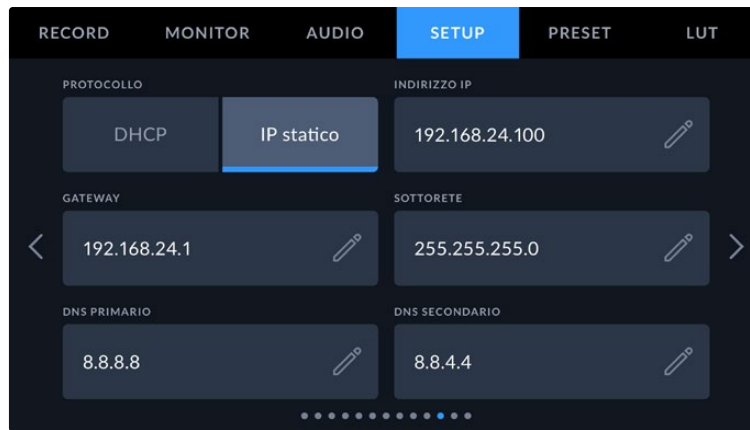 RECORD MONITOR AUDIO SETUP PRESET LUT
PROTOCOLLO INDIRIZZO IP
DHCP IP statico 192.168.24.100
GATEWAY SOTTORETE
192.168.24.1 255.255.255.0
DNS PRIMARIO DNS SECONDARIO
8.8.8.8 8.8.4.4